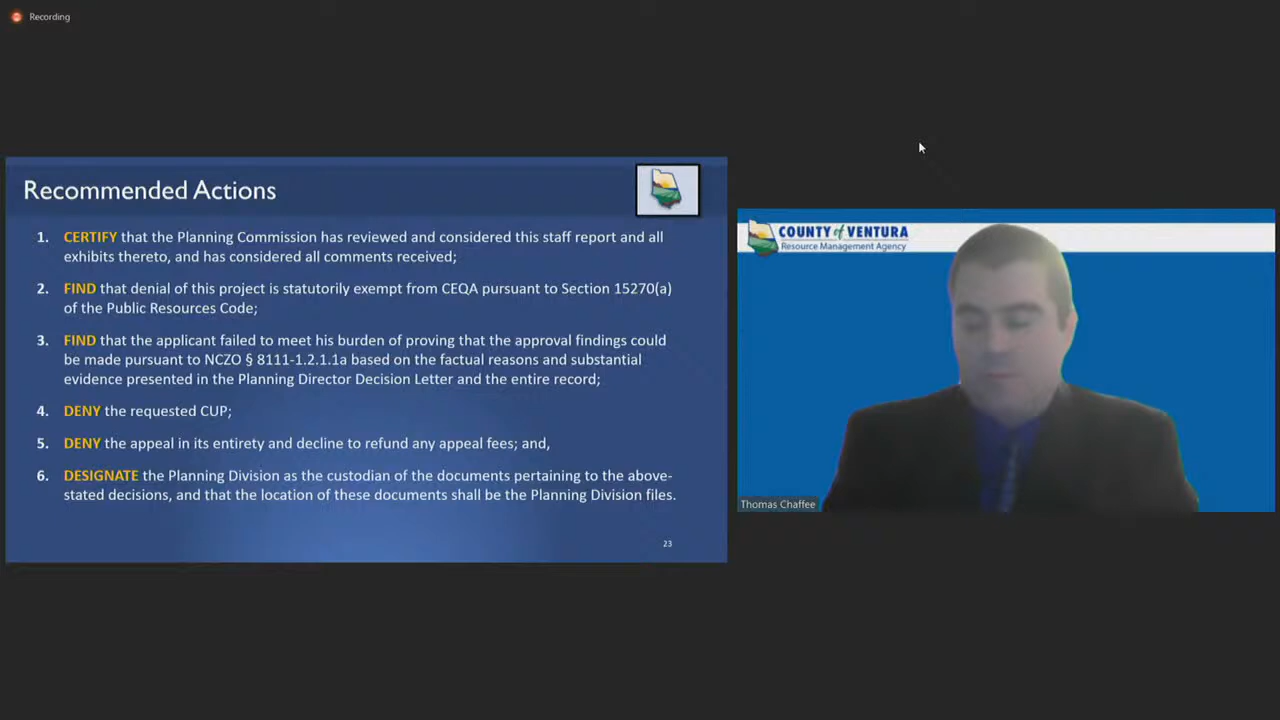 Recording
Recommended Actions
1. CERTIFY that the Planning Commission has reviewed and considered this staff report and all
exhibits thereto, and has considered all comments received;
2. FIND that denial of this project is statutorily exempt from CEQA pursuant to Section 15270(a)
of the Public Resources Code;
3. FIND that the applicant failed to meet his burden of proving that the approval findings could
be made pursuant to NCZO § 8111-1.2.1.1a based on the factual reasons and substantial
evidence presented in the Planning Director Decision Letter and the entire record;
4. DENY the requested CUP;
5. DENY the appeal in its entirety and decline to refund any appeal fees; and,
6. DESIGNATE the Planning Division as the custodian of the documents pertaining to the above-
stated decisions, and that the location of these documents shall be the Planning Division files.
23
COUNTY of VENTURA
Resource Management Agency
Thomas Chaffee